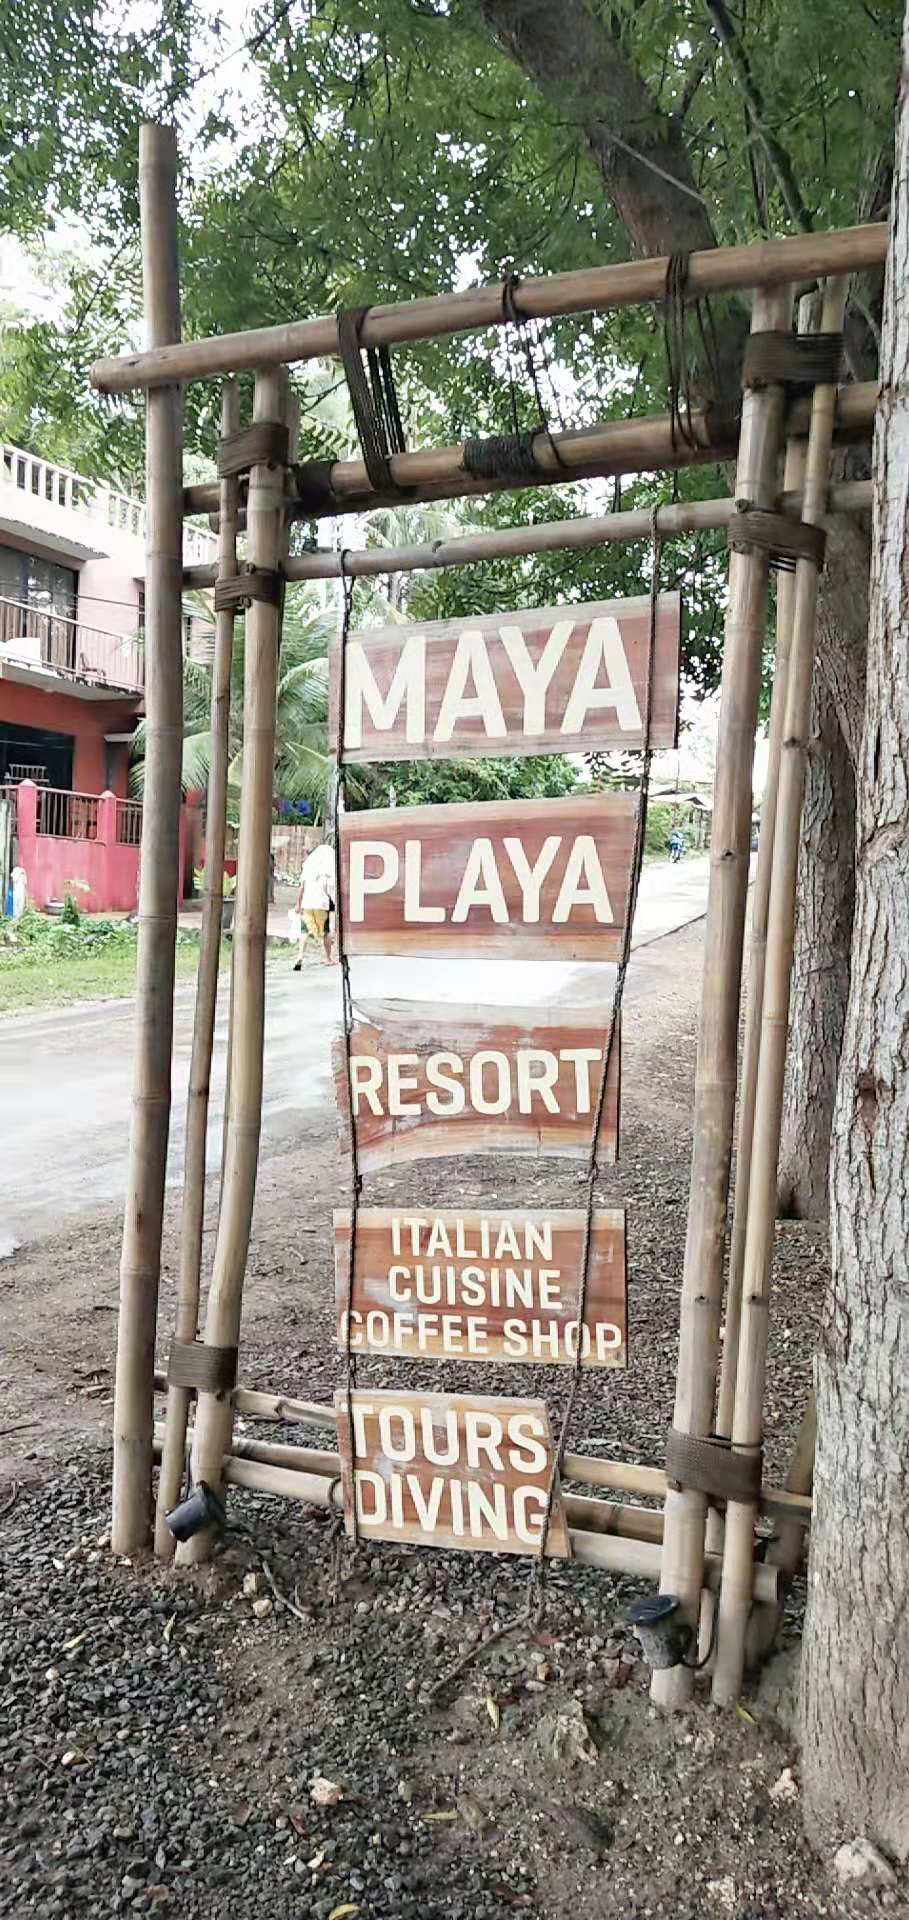 MAYA
PLAYA
RESORT
ITALIAN
CUISINE
COFFEE SHOP
TOURS
DIVING